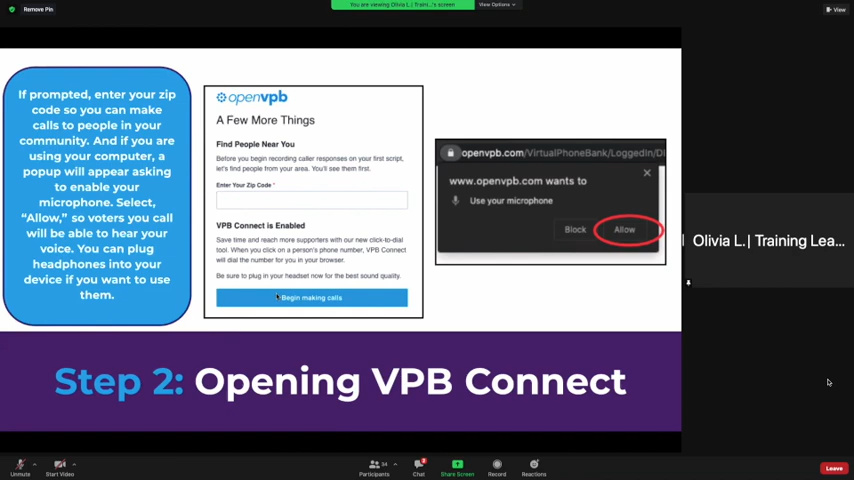 Remove Pin
You are viewing Olivia L. | Traini...'s screen
View Options
View
If prompted, enter your zip
code so you can make
calls to people in your
community. And if you are
using your computer, a
popup will appear asking
to enable your
microphone. Select,
“Allow,” so voters you call
will be able to hear your
voice. You can plug
headphones into your
device if you want to use
them.
openvpb
A Few More Things
Find People Near You
Before you begin recording caller responses on your first script,
let's find people from your area. You'll see them first.
Enter Your Zip Code *
VPB Connect is Enabled
Save time and reach more supporters with our new click-to-dial
tool. When you click on a person's phone number, VPB Connect
will dial the number for you in your browser.
Be sure to plug in your headset now for the best sound quality.
Begin making calls
openvpb.com/VirtualPhoneBank/LoggedIn/DI
www.openvpb.com wants to
Use your microphone
Block
Allow
Olivia L.| Training Lea...
Step 2: Opening VPB Connect
Unmute
Start Video
34
Participants
Chat
Share Screen
Record
Reactions
Leave